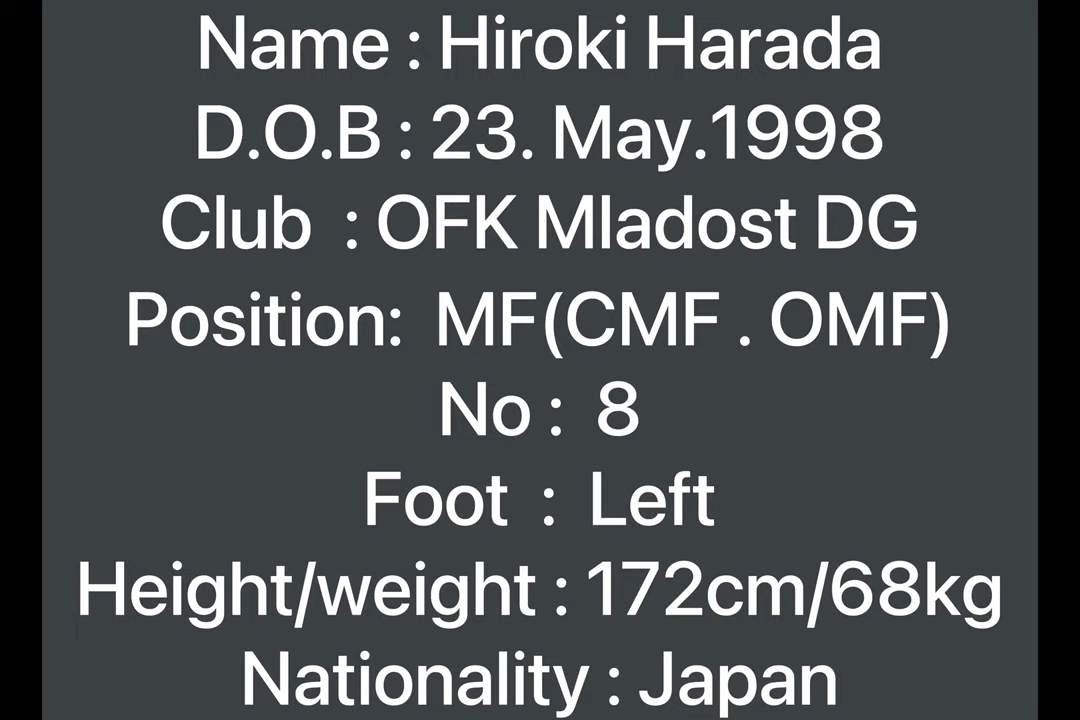 Name : Hiroki Harada
D.O.B : 23. May.1998
Club : OFK Mladost DG
Position: MF(CMF . OMF)
No : 8
Foot : Left
Height/weight : 172cm/68kg
Nationality : Japan